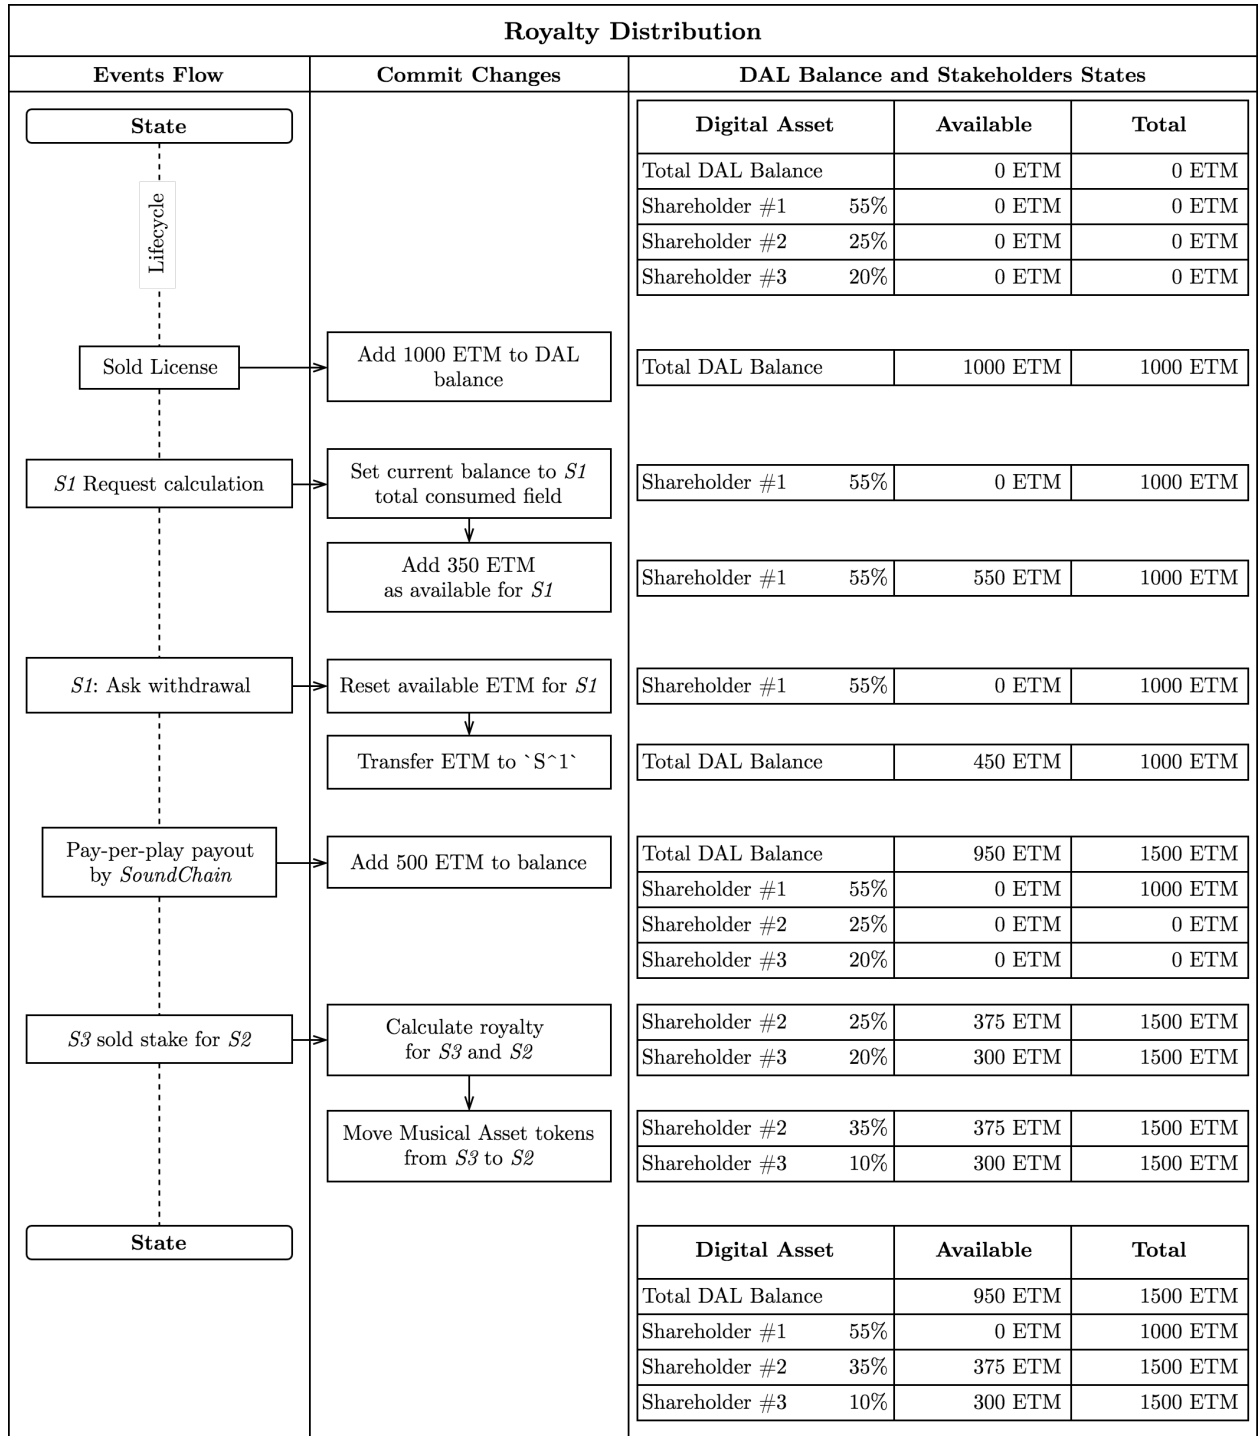 Royalty Distribution
Events Flow Commit Changes DAL Balance and Stakeholders States
State
Lifecycle
Digital Asset Available Total
Total DAL Balance 0 ETM 0 ETM
Shareholder #1 55% 0 ETM 0 ETM
Shareholder #2 25% 0 ETM 0 ETM
Shareholder #3 20% 0 ETM 0 ETM
Sold License
Add 1000 ETM to DAL
balance
Total DAL Balance 1000 ETM 1000 ETM
S1 Request calculation
Set current balance to S1
total consumed field
Shareholder #1 55% 0 ETM 1000 ETM
Add 350 ETM
as available for S1
Shareholder #1 55% 550 ETM 1000 ETM
S1: Ask withdrawal
Reset available ETM for S1
Shareholder #1 55% 0 ETM 1000 ETM
Transfer ETM to `S^1`
Total DAL Balance 450 ETM 1000 ETM
Pay-per-play payout
by SoundChain
Add 500 ETM to balance
Total DAL Balance 950 ETM 1500 ETM
Shareholder #1 55% 0 ETM 1000 ETM
Shareholder #2 25% 0 ETM 0 ETM
Shareholder #3 20% 0 ETM 0 ETM
S3 sold stake for S2
Calculate royalty
for S3 and S2
Shareholder #2 25% 375 ETM 1500 ETM
Shareholder #3 20% 300 ETM 1500 ETM
Move Musical Asset tokens
from S3 to S2
Shareholder #2 35% 375 ETM 1500 ETM
Shareholder #3 10% 300 ETM 1500 ETM
State
Digital Asset Available Total
Total DAL Balance 950 ETM 1500 ETM
Shareholder #1 55% 0 ETM 1000 ETM
Shareholder #2 35% 375 ETM 1500 ETM
Shareholder #3 10% 300 ETM 1500 ETM